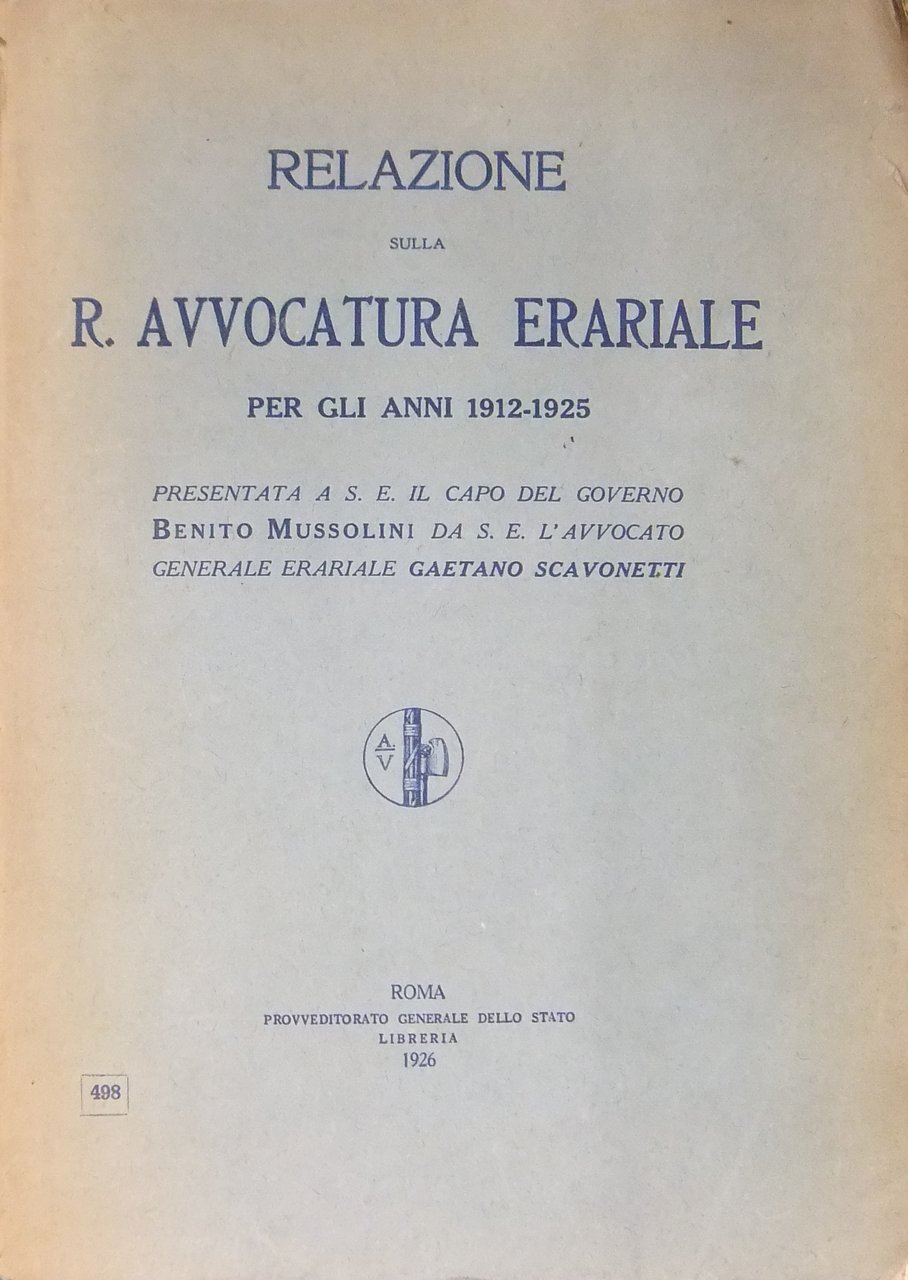 RELAZIONE
SULLA
R. AVVOCATURA ERARIALE
PER GLI ANNI 1912-1925
PRESENTATA A S. E. IL CAPO DEL GOVERNO
BENITO MUSSOLINI DA S. E. L'AVVOCATO
GENERALE ERARIALE GAETANO SCAVONETTI
A.
V
ROMA
PROVVEDITORATO GENERALE DELLO STATO
LIBRERIA
1926
498